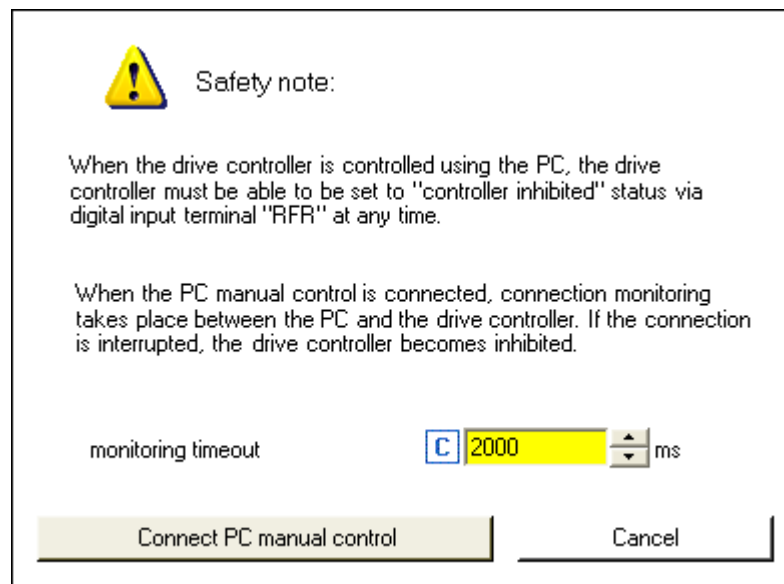 Safety note:
When the drive controller is controlled using the PC, the drive
controller must be able to be set to "controller inhibited" status via
digital input terminal "RFR" at any time.
When the PC manual control is connected, connection monitoring
takes place between the PC and the drive controller. If the connection
is interrupted, the drive controller becomes inhibited.
monitoring timeout C 2000 ms
Connect PC manual control Cancel